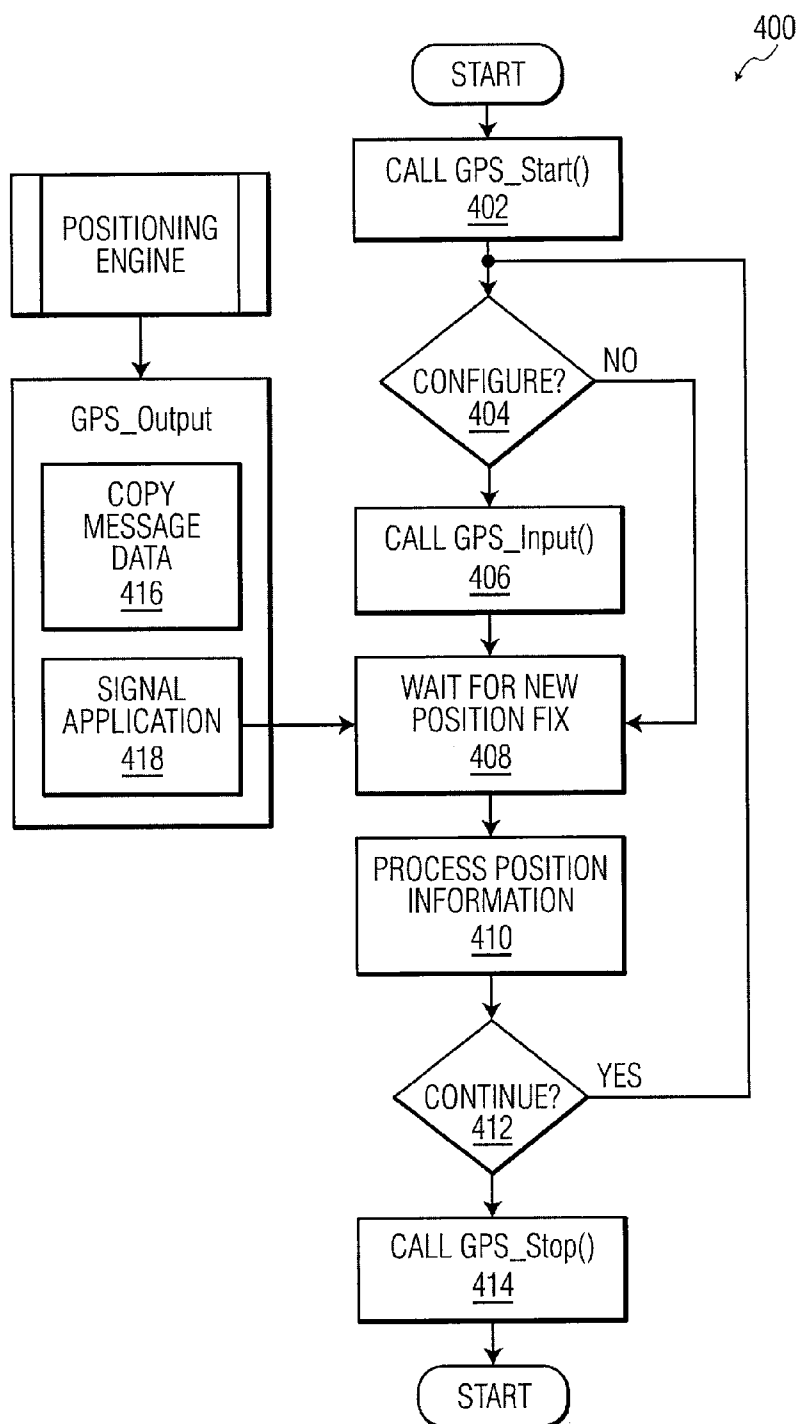 400
START
CALL GPS_Start()
402
POSITIONING
ENGINE
CONFIGURE?
404
NO
GPS_Output
COPY
MESSAGE
DATA
416
CALL GPS_Input()
406
SIGNAL
APPLICATION
418
WAIT FOR NEW
POSITION FIX
408
PROCESS POSITION
INFORMATION
410
CONTINUE?
412
YES
CALL GPS_Stop()
414
START